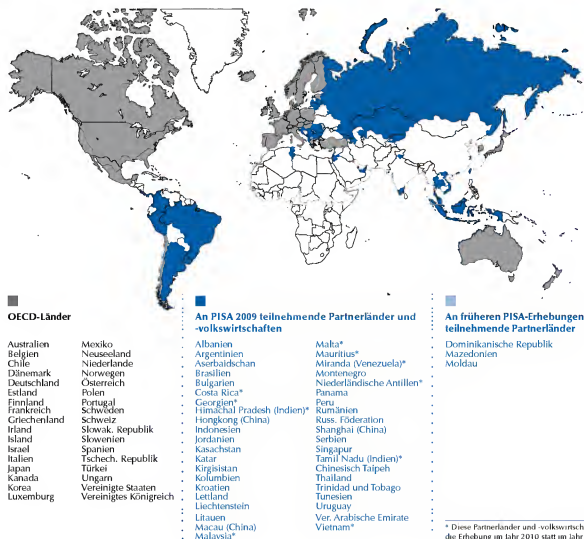 OECD-Länder
Australien
Belgien
Chile
Dänemark
Deutschland
Estland
Finnland
Frankreich
Griechenland
Irland
Island
Israel
Italien
Japan
Kanada
Korea
Luxemburg
Mexiko
Neuseeland
Niederlande
Norwegen
Österreich
Polen
Portugal
Schweden
Schweiz
Slowak. Republik
Slowenien
Spanien
Tschech. Republik
Türkei
Ungarn
Vereinigte Staaten
Vereinigtes Königreich
An PISA 2009 teilnehmende Partnerländer und
-volkswirtschaften
Albanien
Argentinien
Aserbaidschan
Brasilien
Bulgarien
Costa Rica*
Georgien*
Himachal Pradesh (Indien)*
Hongkong (China)
Indonesien
Jordanien
Kasachstan
Katar
Kirgisistan
Kolumbien
Kroatien
Lettland
Liechtenstein
Litauen
Macau (China)
Malaysia*
Malta*
Mauritius*
Miranda (Venezuela)*
Montenegro
Niederländische Antillen*
Panama
Peru
Rumänien
Russ. Föderation
Shanghai (China)
Serbien
Singapur
Tamil Nadu (Indien)*
Chinesisch Taipeh
Thailand
Trinidad und Tobago
Tunesien
Uruguay
Ver. Arabische Emirate
Vietnam*
An früheren PISA-Erhebungen
teilnehmende Partnerländer
Dominikanische Republik
Mazedonien
Moldau
* Diese Partnerländer und -volkswirtsch
die Erhebung im Jahr 2010 statt im Jahr